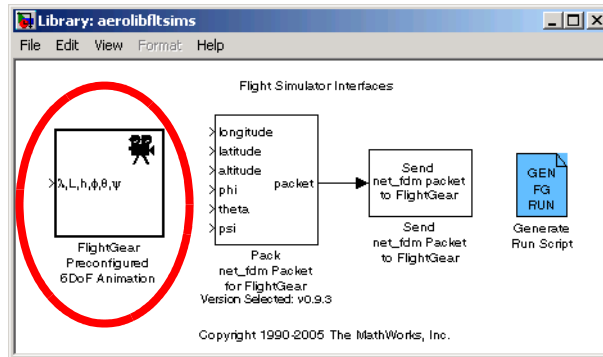 Library: aerolibfltsims
File Edit View Format Help
Flight Simulator Interfaces
λ,L,h,ϕ,θ,ψ
FlightGear
Preconfigured
6DoF Animation
longitude
latitude
altitude
phi
theta
psi
packet
Pack
net_fdm Packet
for FlightGear
Version Selected: v0.9.3
Send
net_fdm packet
to FlightGear
Send
net_fdm Packet
to FlightGear
GEN
FG
RUN
Generate
Run Script
Copyright 1990-2005 The MathWorks, Inc.